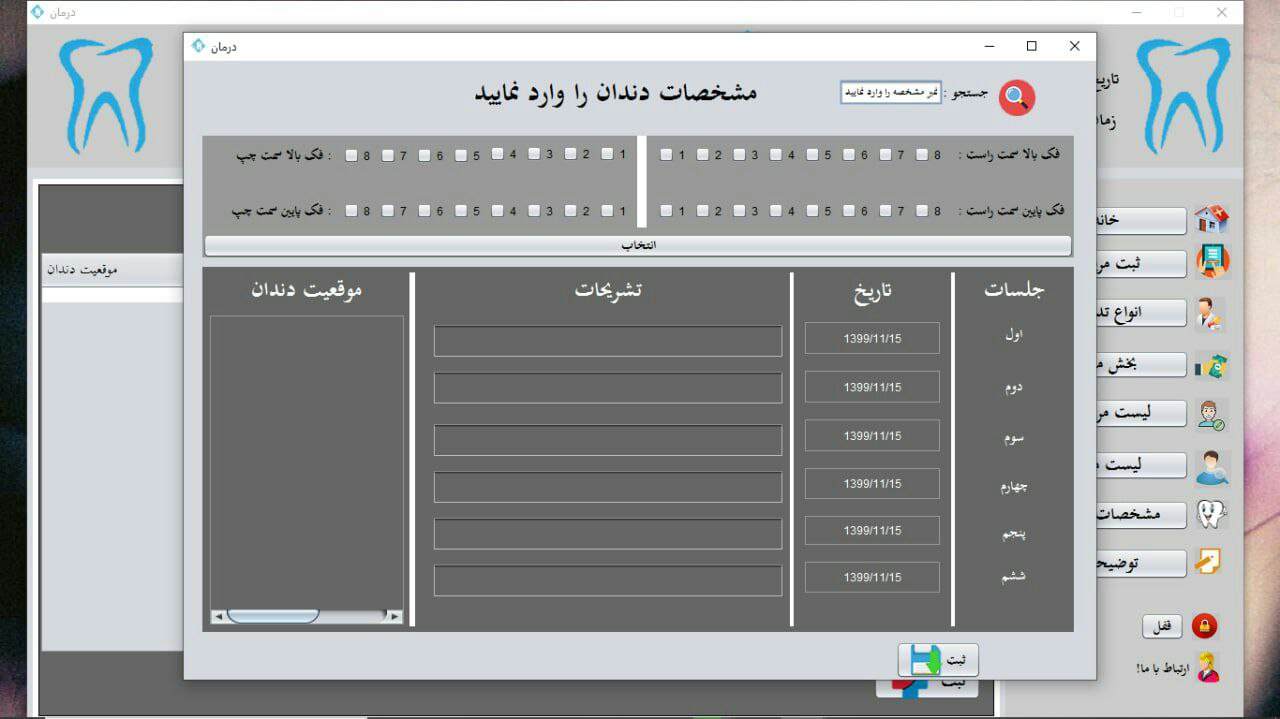 درمان
درمان
تاریخ
زمان
جستجو :
نمبر مشخصه را وارد نمایید
مشخصات دندان را وارد نمایید
فک بالا سمت راست : 8 7 6 5 4 3 2 1
1 2 3 4 5 6 7 8 فک بالا سمت چپ :
فک پایین سمت راست : 8 7 6 5 4 3 2 1
1 2 3 4 5 6 7 8 فک پایین سمت چپ :
انتخاب
جلسات تاریخ تشریحات موقعیت دندان
اول 1399/11/15
دوم 1399/11/15
سوم 1399/11/15
چهارم 1399/11/15
پنجم 1399/11/15
ششم 1399/11/15
ثبت
ثبت
موقعیت دندان
خانه
ثبت مر
انواع تد
بخش م
لیست مر
لیست
مشخصات
توضیح
قفل
ارتباط با ما!